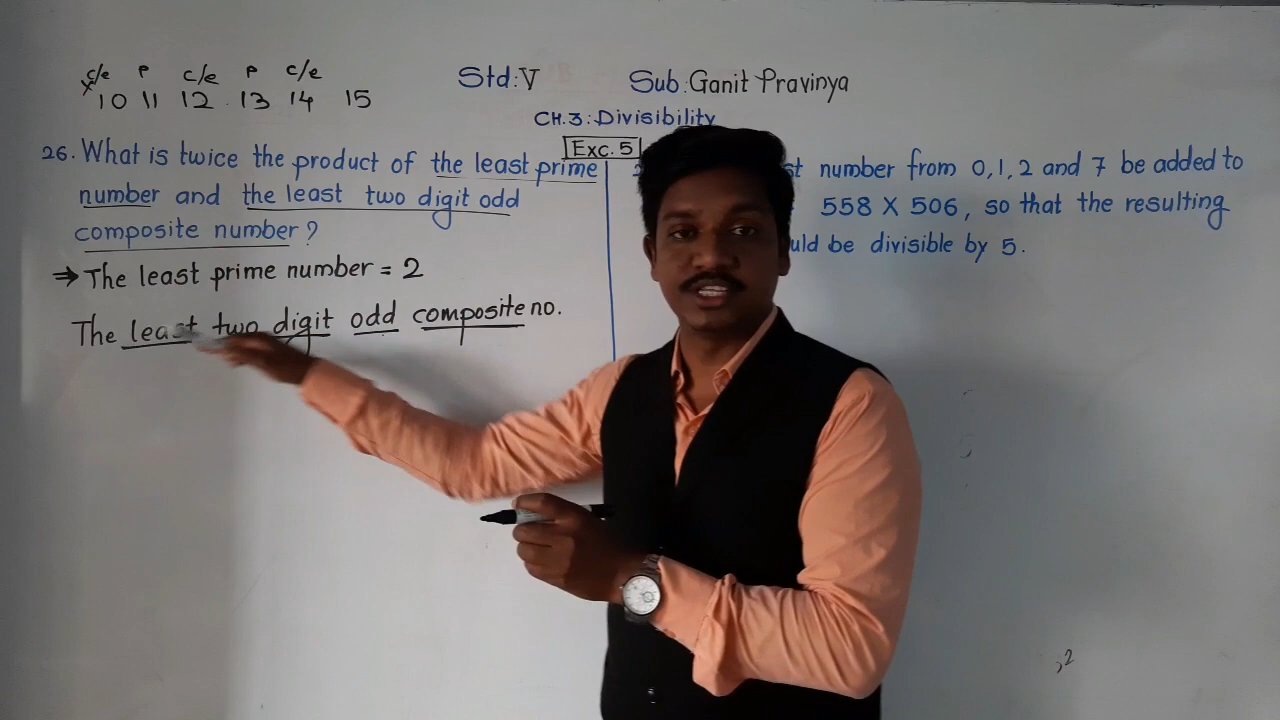 c/e P c/e P c/e
10 11 12 13 14 15
Std: V Sub: Ganit Pravinya
CH.3: Divisibility
Exc. 5
26. What is twice the product of the least prime
number and the least two digit odd
composite number?
⇒ The least prime number = 2
The least two digit odd composite no.
number from 0, 1, 2 and 7 be added to
558 X 506, so that the resulting
be divisible by 5.